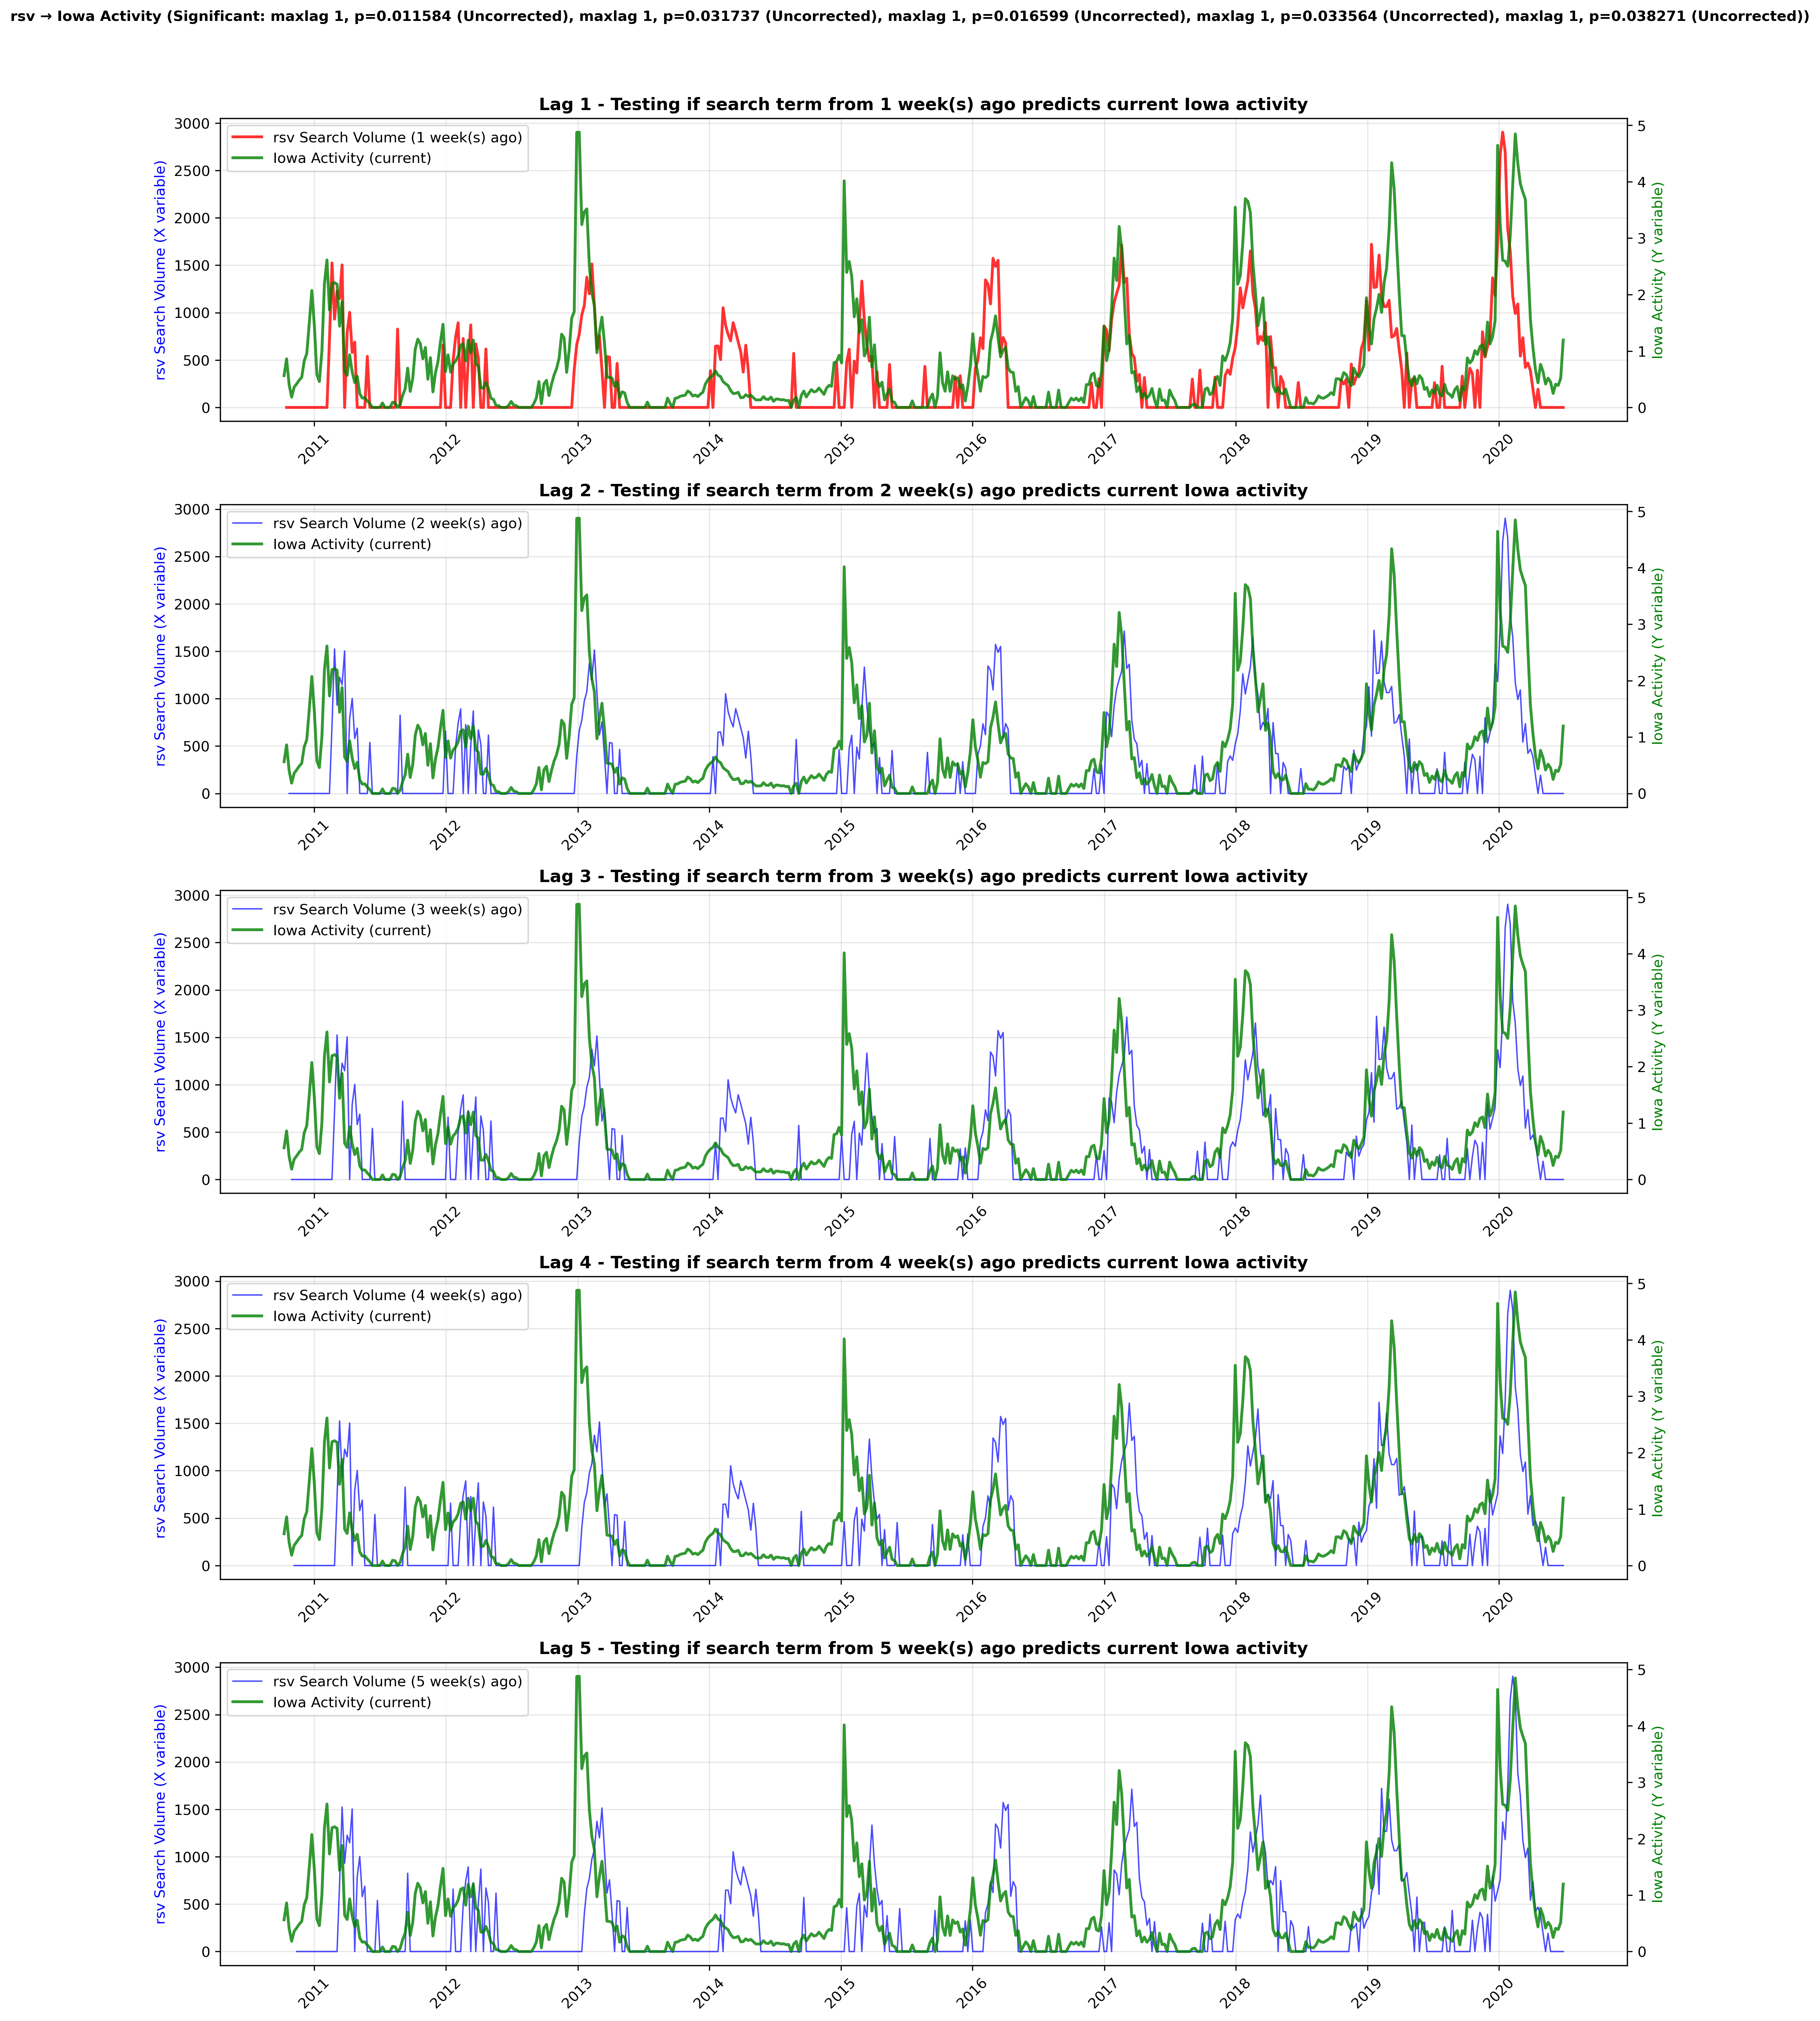 rsv → Iowa Activity (Significant: maxlag 1, p=0.011584 (Uncorrected), maxlag 1, p=0.031737 (Uncorrected), maxlag 1, p=0.016599 (Uncorrected), maxlag 1, p=0.033564 (Uncorrected), maxlag 1, p=0.038271 (Uncorrected))
Lag 1 - Testing if search term from 1 week(s) ago predicts current Iowa activity
rsv Search Volume (1 week(s) ago)
Iowa Activity (current)
rsv Search Volume (X variable)
3000
2500
2000
1500
1000
500
0
5
4
3
2
1
0
Iowa Activity (Y variable)
2011 2012 2013 2014 2015 2016 2017 2018 2019 2020
Lag 2 - Testing if search term from 2 week(s) ago predicts current Iowa activity
rsv Search Volume (2 week(s) ago)
Iowa Activity (current)
rsv Search Volume (X variable)
3000
2500
2000
1500
1000
500
0
5
4
3
2
1
0
Iowa Activity (Y variable)
2011 2012 2013 2014 2015 2016 2017 2018 2019 2020
Lag 3 - Testing if search term from 3 week(s) ago predicts current Iowa activity
rsv Search Volume (3 week(s) ago)
Iowa Activity (current)
rsv Search Volume (X variable)
3000
2500
2000
1500
1000
500
0
5
4
3
2
1
0
Iowa Activity (Y variable)
2011 2012 2013 2014 2015 2016 2017 2018 2019 2020
Lag 4 - Testing if search term from 4 week(s) ago predicts current Iowa activity
rsv Search Volume (4 week(s) ago)
Iowa Activity (current)
rsv Search Volume (X variable)
3000
2500
2000
1500
1000
500
0
5
4
3
2
1
0
Iowa Activity (Y variable)
2011 2012 2013 2014 2015 2016 2017 2018 2019 2020
Lag 5 - Testing if search term from 5 week(s) ago predicts current Iowa activity
rsv Search Volume (5 week(s) ago)
Iowa Activity (current)
rsv Search Volume (X variable)
3000
2500
2000
1500
1000
500
0
5
4
3
2
1
0
Iowa Activity (Y variable)
2011 2012 2013 2014 2015 2016 2017 2018 2019 2020